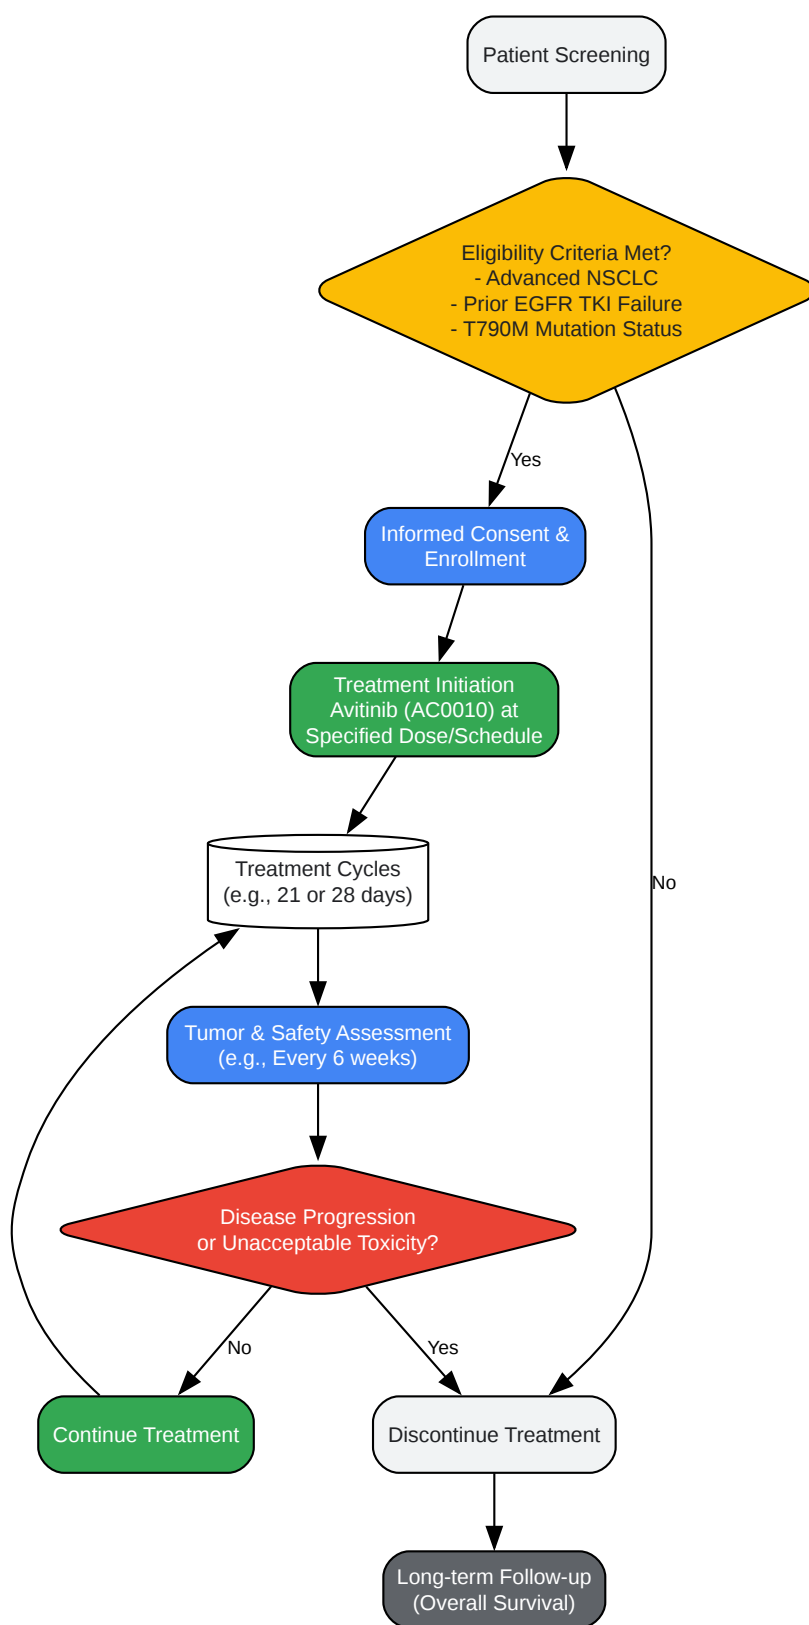 Patient Screening
Eligibility Criteria Met?
- Advanced NSCLC
- Prior EGFR TKI Failure
- T790M Mutation Status
Yes
Informed Consent &
Enrollment
Treatment Initiation
Avitinib (AC0010) at
Specified Dose/Schedule
Treatment Cycles
(e.g., 21 or 28 days)
No
Tumor & Safety Assessment
(e.g., Every 6 weeks)
Disease Progression
or Unacceptable Toxicity?
No
Yes
Continue Treatment
Discontinue Treatment
Long-term Follow-up
(Overall Survival)